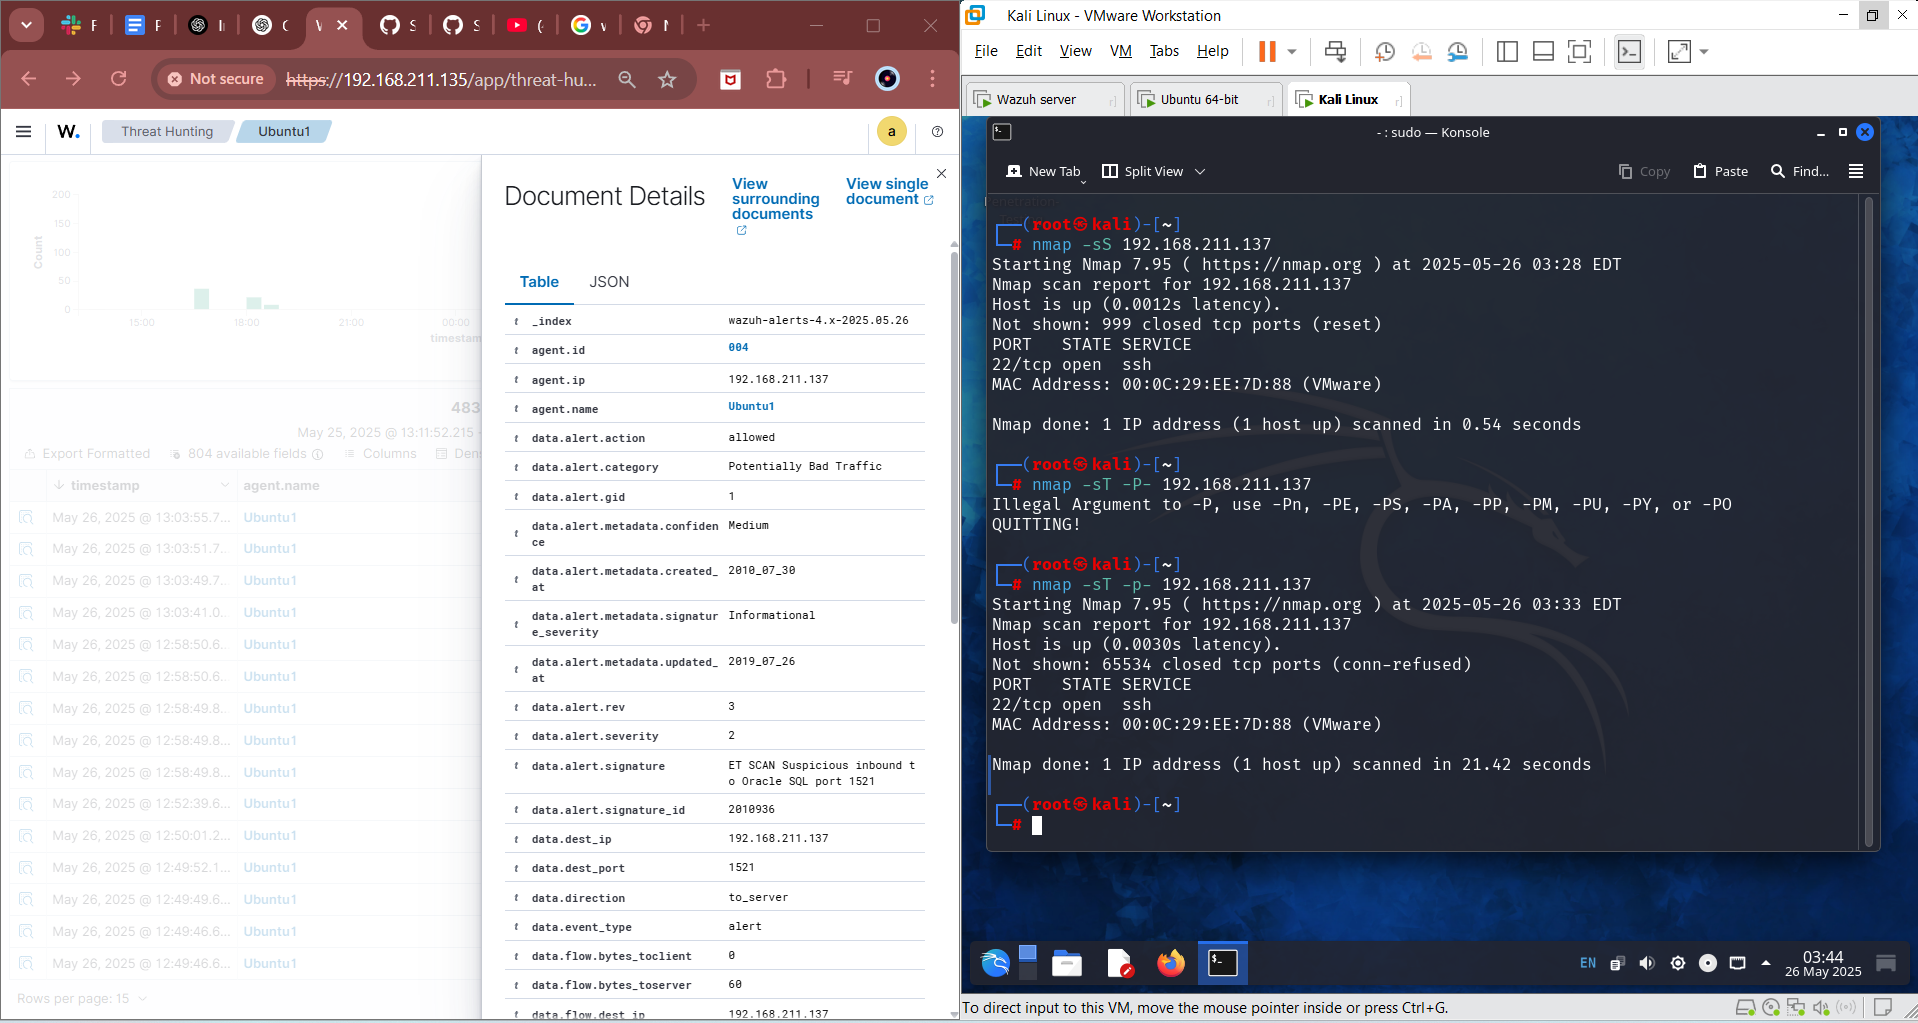 Not secure
https://192.168.211.135/app/threat-hu...
W.
Threat Hunting
Ubuntu1
a
200
150
100
50
0
Count
15:00
18:00
21:00
00:00
timestam
483
May 25, 2025 @ 13:11:52.215 -
Export Formatted
804 available fields
Columns
Dens
timestamp
agent.name
May 26, 2025 @ 13:03:55.7...
Ubuntu1
May 26, 2025 @ 13:03:51.7...
Ubuntu1
May 26, 2025 @ 13:03:49.7...
Ubuntu1
May 26, 2025 @ 13:03:41.0...
Ubuntu1
May 26, 2025 @ 12:58:50.6...
Ubuntu1
May 26, 2025 @ 12:58:50.6...
Ubuntu1
May 26, 2025 @ 12:58:49.8...
Ubuntu1
May 26, 2025 @ 12:58:49.8...
Ubuntu1
May 26, 2025 @ 12:58:49.8...
Ubuntu1
May 26, 2025 @ 12:52:39.6...
Ubuntu1
May 26, 2025 @ 12:50:01.2...
Ubuntu1
May 26, 2025 @ 12:49:52.1...
Ubuntu1
May 26, 2025 @ 12:49:46.6...
Ubuntu1
May 26, 2025 @ 12:49:46.6...
Ubuntu1
May 26, 2025 @ 12:49:46.6...
Ubuntu1
Rows per page: 15
Document Details
View surrounding documents
View single document
Table
JSON
t _index wazuh-alerts-4.x-2025.05.26
t agent.id 004
t agent.ip 192.168.211.137
t agent.name Ubuntu1
t data.alert.action allowed
t data.alert.category Potentially Bad Traffic
t data.alert.gid 1
t data.alert.metadata.confidence Medium
t data.alert.metadata.created_at 2010_07_30
t data.alert.metadata.signature_severity Informational
t data.alert.metadata.updated_at 2019_07_26
t data.alert.rev 3
t data.alert.severity 2
t data.alert.signature ET SCAN Suspicious inbound to Oracle SQL port 1521
t data.alert.signature_id 2010936
t data.dest_ip 192.168.211.137
t data.dest_port 1521
t data.direction to_server
t data.event_type alert
t data.flow.bytes_toclient 0
t data.flow.bytes_toserver 60
t data.flow.dest_ip 192.168.211.137
Kali Linux - VMware Workstation
File Edit View VM Tabs Help
Wazuh server
Ubuntu 64-bit
Kali Linux
- : sudo — Konsole
New Tab
Split View
Copy
Paste
Find...
┌──(root㉿kali)-[~]
└─# nmap -sS 192.168.211.137
Starting Nmap 7.95 ( https://nmap.org ) at 2025-05-26 03:28 EDT
Nmap scan report for 192.168.211.137
Host is up (0.0012s latency).
Not shown: 999 closed tcp ports (reset)
PORT STATE SERVICE
22/tcp open ssh
MAC Address: 00:0C:29:EE:7D:88 (VMware)
Nmap done: 1 IP address (1 host up) scanned in 0.54 seconds
┌──(root㉿kali)-[~]
└─# nmap -sT -P- 192.168.211.137
Illegal Argument to -P, use -Pn, -PE, -PS, -PA, -PP, -PM, -PU, -PY, or -PO
QUITTING!
┌──(root㉿kali)-[~]
└─# nmap -sT -p- 192.168.211.137
Starting Nmap 7.95 ( https://nmap.org ) at 2025-05-26 03:33 EDT
Nmap scan report for 192.168.211.137
Host is up (0.0030s latency).
Not shown: 65534 closed tcp ports (conn-refused)
PORT STATE SERVICE
22/tcp open ssh
MAC Address: 00:0C:29:EE:7D:88 (VMware)
Nmap done: 1 IP address (1 host up) scanned in 21.42 seconds
┌──(root㉿kali)-[~]
└─#
EN
03:44
26 May 2025
To direct input to this VM, move the mouse pointer inside or press Ctrl+G.